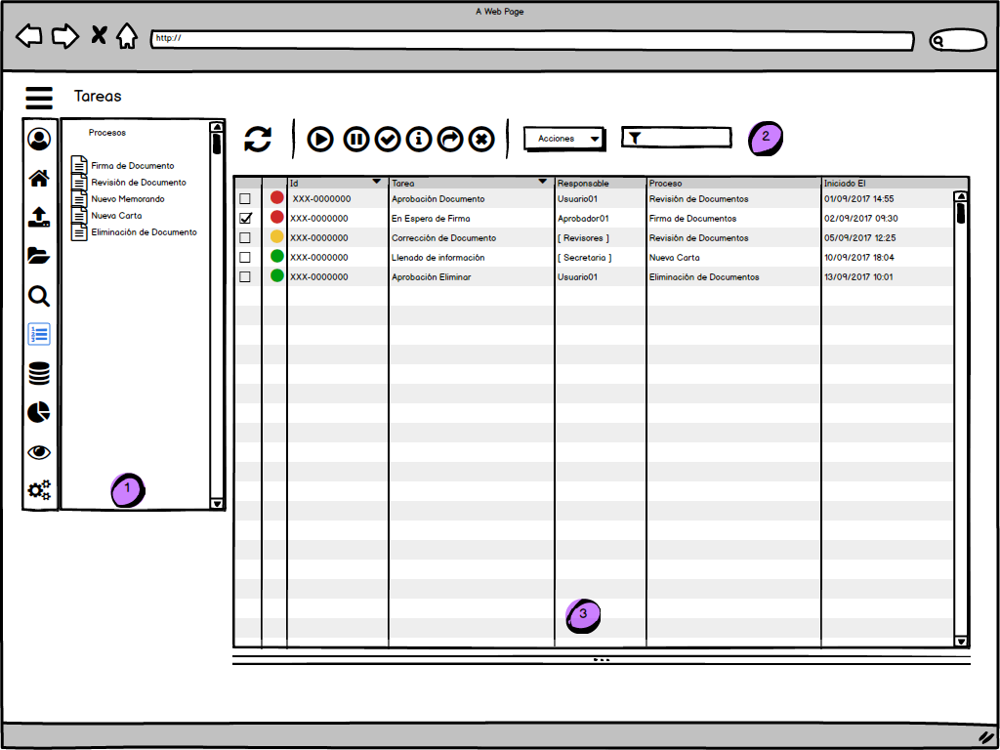 A Web Page
http://
Tareas
Procesos
Firma de Documento
Revisión de Documento
Nuevo Memorando
Nueva Carta
Eliminación de Documento
1
Acciones
2
Id Tarea Responsable Proceso Iniciado El
XXX-0000000 Aprobación Documento Usuario01 Revisión de Documentos 01/09/2017 14:55
XXX-0000000 En Espera de Firma Aprobador01 Firma de Documentos 02/09/2017 09:30
XXX-0000000 Corrección de Documento [ Revisores ] Revisión de Documentos 05/09/2017 12:25
XXX-0000000 Llenado de información [ Secretaria ] Nueva Carta 10/09/2017 18:04
XXX-0000000 Aprobación Eliminar Usuario01 Eliminación de Documentos 13/09/2017 10:01
3